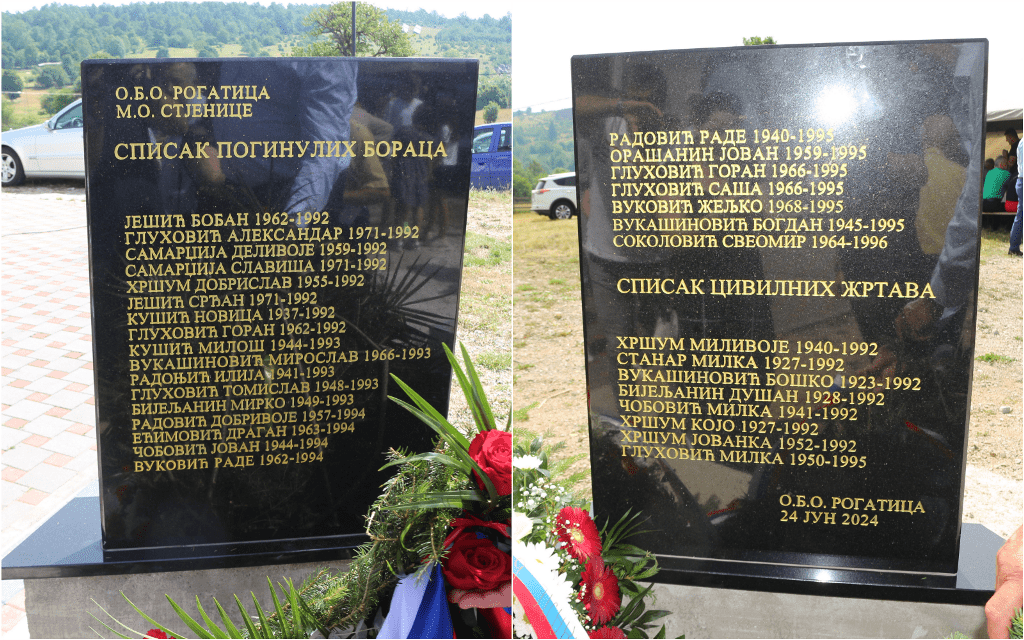 О.Б.О. РОГАТИЦА
М.О. СТЈЕНИЦЕ
СПИСАК ПОГИНУЛИХ БОРАЦА
ЈЕШИЋ БОБАН 1962-1992
ГЛУХОВИЋ АЛЕКСАНДАР 1971-1992
САМАРЏИЈА ДЕЛИВОЈЕ 1959-1992
САМАРЏИЈА СЛАВИША 1971-1992
ХРШУМ ДОБРИСЛАВ 1955-1992
ЈЕШИЋ СРЂАН 1971-1992
КУШИЋ НОВИЦА 1937-1992
ГЛУХОВИЋ ГОРАН 1962-1992
КУШИЋ МИЛОШ 1944-1993
ВУКАШИНОВИЋ МИРОСЛАВ 1966-1993
РАДОЊИЋ ИЛИЈА 1941-1993
ГЛУХОВИЋ ТОМИСЛАВ 1948-1993
БИЈЕЉАНИН МИРКО 1949-1993
РАДОВИЋ ДОБРИВОЈЕ 1957-1994
ЕЋИМОВИЋ ДРАГАН 1963-1994
ЧОБОВИЋ ЈОВАН 1944-1994
ВУКОВИЋ РАДЕ 1962-1994
РАДОВИЋ РАДЕ 1940-1995
ОРАШАНИН ЈОВАН 1959-1995
ГЛУХОВИЋ ГОРАН 1966-1995
ГЛУХОВИЋ САША 1966-1995
ВУКОВИЋ ЖЕЉКО 1968-1995
ВУКАШИНОВИЋ БОГДАН 1945-1995
СОКОЛОВИЋ СВЕОМИР 1964-1996
СПИСАК ЦИВИЛНИХ ЖРТАВА
ХРШУМ МИЛИВОЈЕ 1940-1992
СТАНАР МИЛКА 1927-1992
ВУКАШИНОВИЋ БОШКО 1923-1992
БИЈЕЉАНИН ДУШАН 1928-1992
ЧОБОВИЋ МИЛКА 1941-1992
ХРШУМ КОЈО 1927-1992
ХРШУМ ЈОВАНКА 1952-1992
ГЛУХОВИЋ МИЛКА 1950-1995
О.Б.О. РОГАТИЦА
24 ЈУН 2024